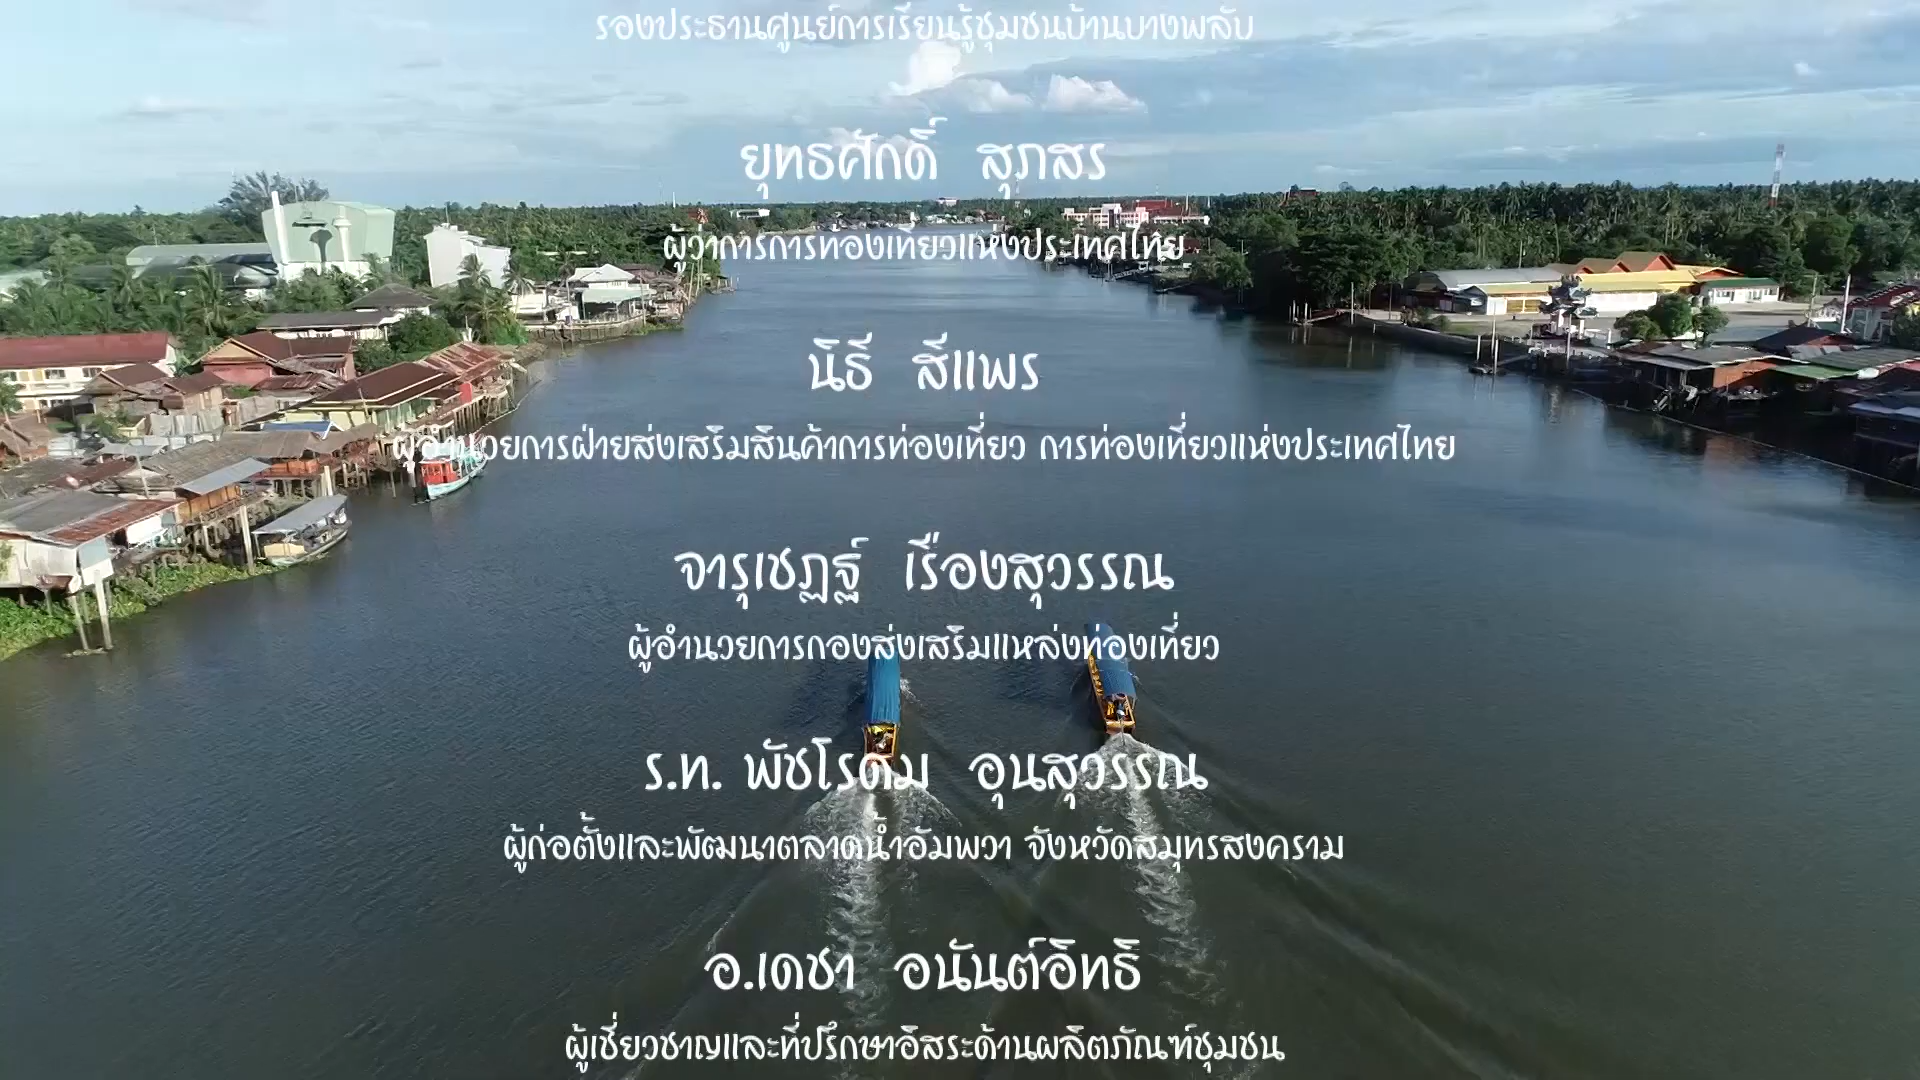 รองประธานศูนย์การเรียนรู้ชุมชนบ้านบางพลับ
ยุทธศักดิ์ สุภสร
ผู้ว่าการการท่องเที่ยวแห่งประเทศไทย
นิธี สีแพร
ผู้อำนวยการฝ่ายส่งเสริมสินค้าการท่องเที่ยว การท่องเที่ยวแห่งประเทศไทย
จารุเชฏฐ์ เรืองสุวรรณ
ผู้อำนวยการกองส่งเสริมแหล่งท่องเที่ยว
ร.ท. พัชโรดม อุนสุวรรณ
ผู้ก่อตั้งและพัฒนาตลาดน้ำอัมพวา จังหวัดสมุทรสงคราม
อ.เดชา อนันต์อิทธิ
ผู้เชี่ยวชาญและที่ปรึกษาอิสระด้านผลิตภัณฑ์ชุมชน